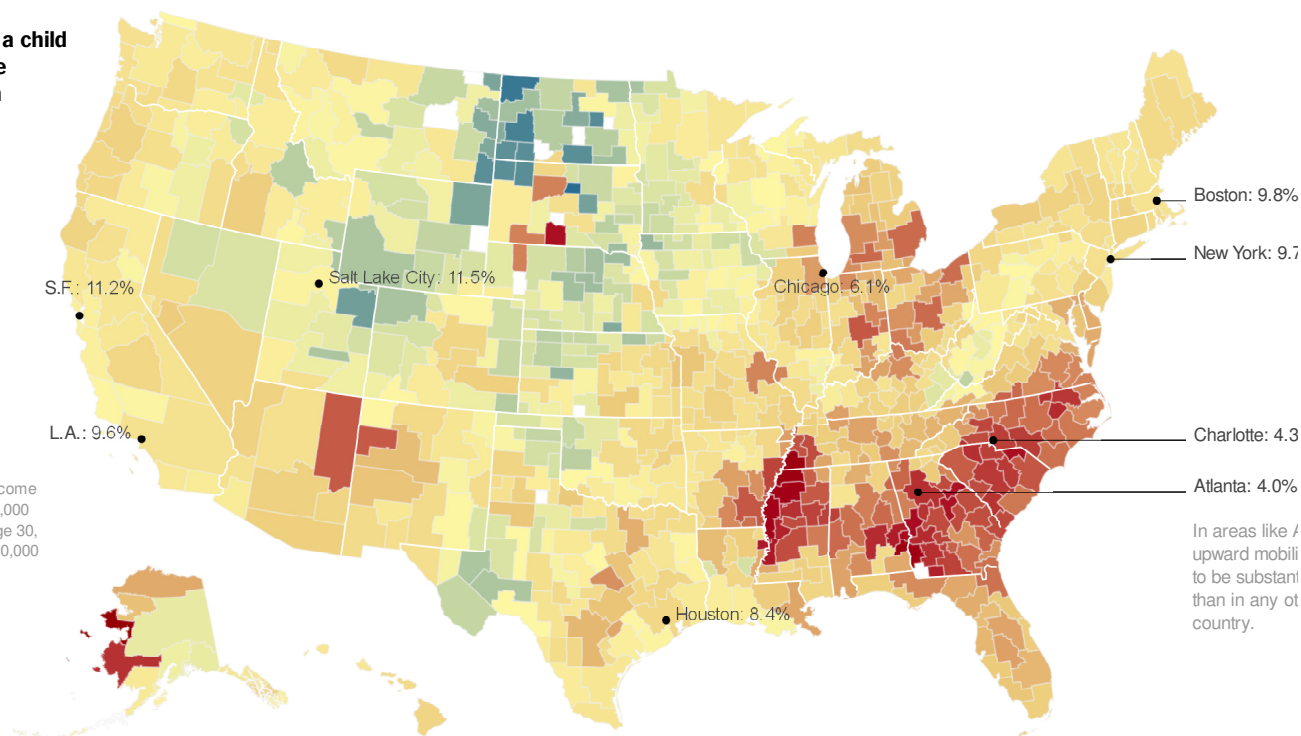 a child
e
Boston: 9.8%
New York: 9.7
Salt Lake City: 11.5%
S.F.: 11.2%
Chicago: 6.1%
L.A.: 9.6%
Charlotte: 4.3
Atlanta: 4.0%
come
,000
ge 30,
0,000
In areas like A
upward mobili
to be substant
than in any ot
country.
Houston: 8.4%